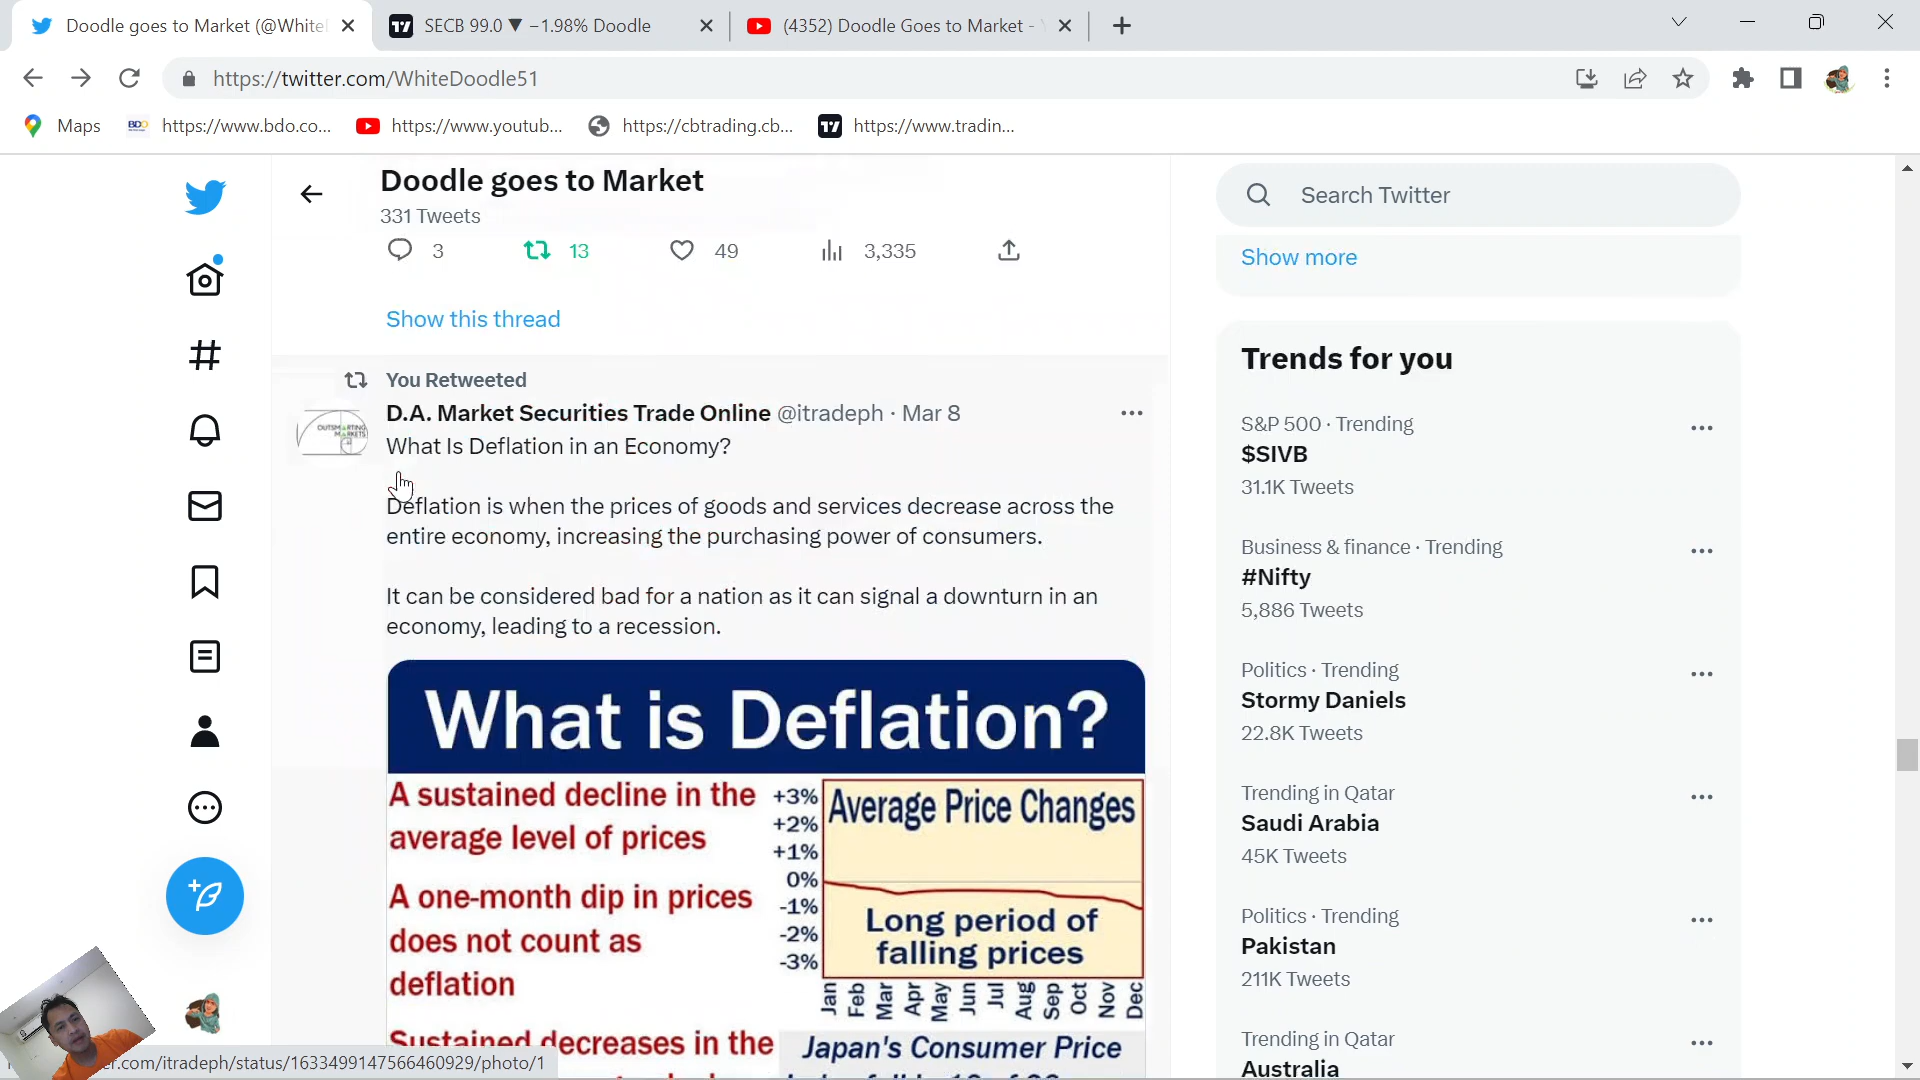 Doodle goes to Market (@White
SECB 99.0 ▼ −1.98% Doodle
(4352) Doodle Goes to Market -
https://twitter.com/WhiteDoodle51
Maps
BDO
https://www.bdo.co...
https://www.youtub...
https://cbtrading.cb...
https://www.tradin...
Doodle goes to Market
331 Tweets
3
13
49
3,335
Show this thread
You Retweeted
D.A. Market Securities Trade Online @itradeph · Mar 8
OUTSMARTING
MARKETS
What Is Deflation in an Economy?
Deflation is when the prices of goods and services decrease across the
entire economy, increasing the purchasing power of consumers.
It can be considered bad for a nation as it can signal a downturn in an
economy, leading to a recession.
What is Deflation?
A sustained decline in the
average level of prices
A one-month dip in prices
does not count as
deflation
Sustained decreases in the
+3%
+2%
+1%
0%
-1%
-2%
-3%
Average Price Changes
Long period of
falling prices
Jan
Feb
Mar
Apr
May
Jun
Jul
Aug
Sep
Oct
Nov
Dec
Japan's Consumer Price
.com/itradeph/status/1633499147566460929/photo/1
Search Twitter
Show more
Trends for you
S&P 500 · Trending
$SIVB
31.1K Tweets
Business & finance · Trending
#Nifty
5,886 Tweets
Politics · Trending
Stormy Daniels
22.8K Tweets
Trending in Qatar
Saudi Arabia
45K Tweets
Politics · Trending
Pakistan
211K Tweets
Trending in Qatar
Australia